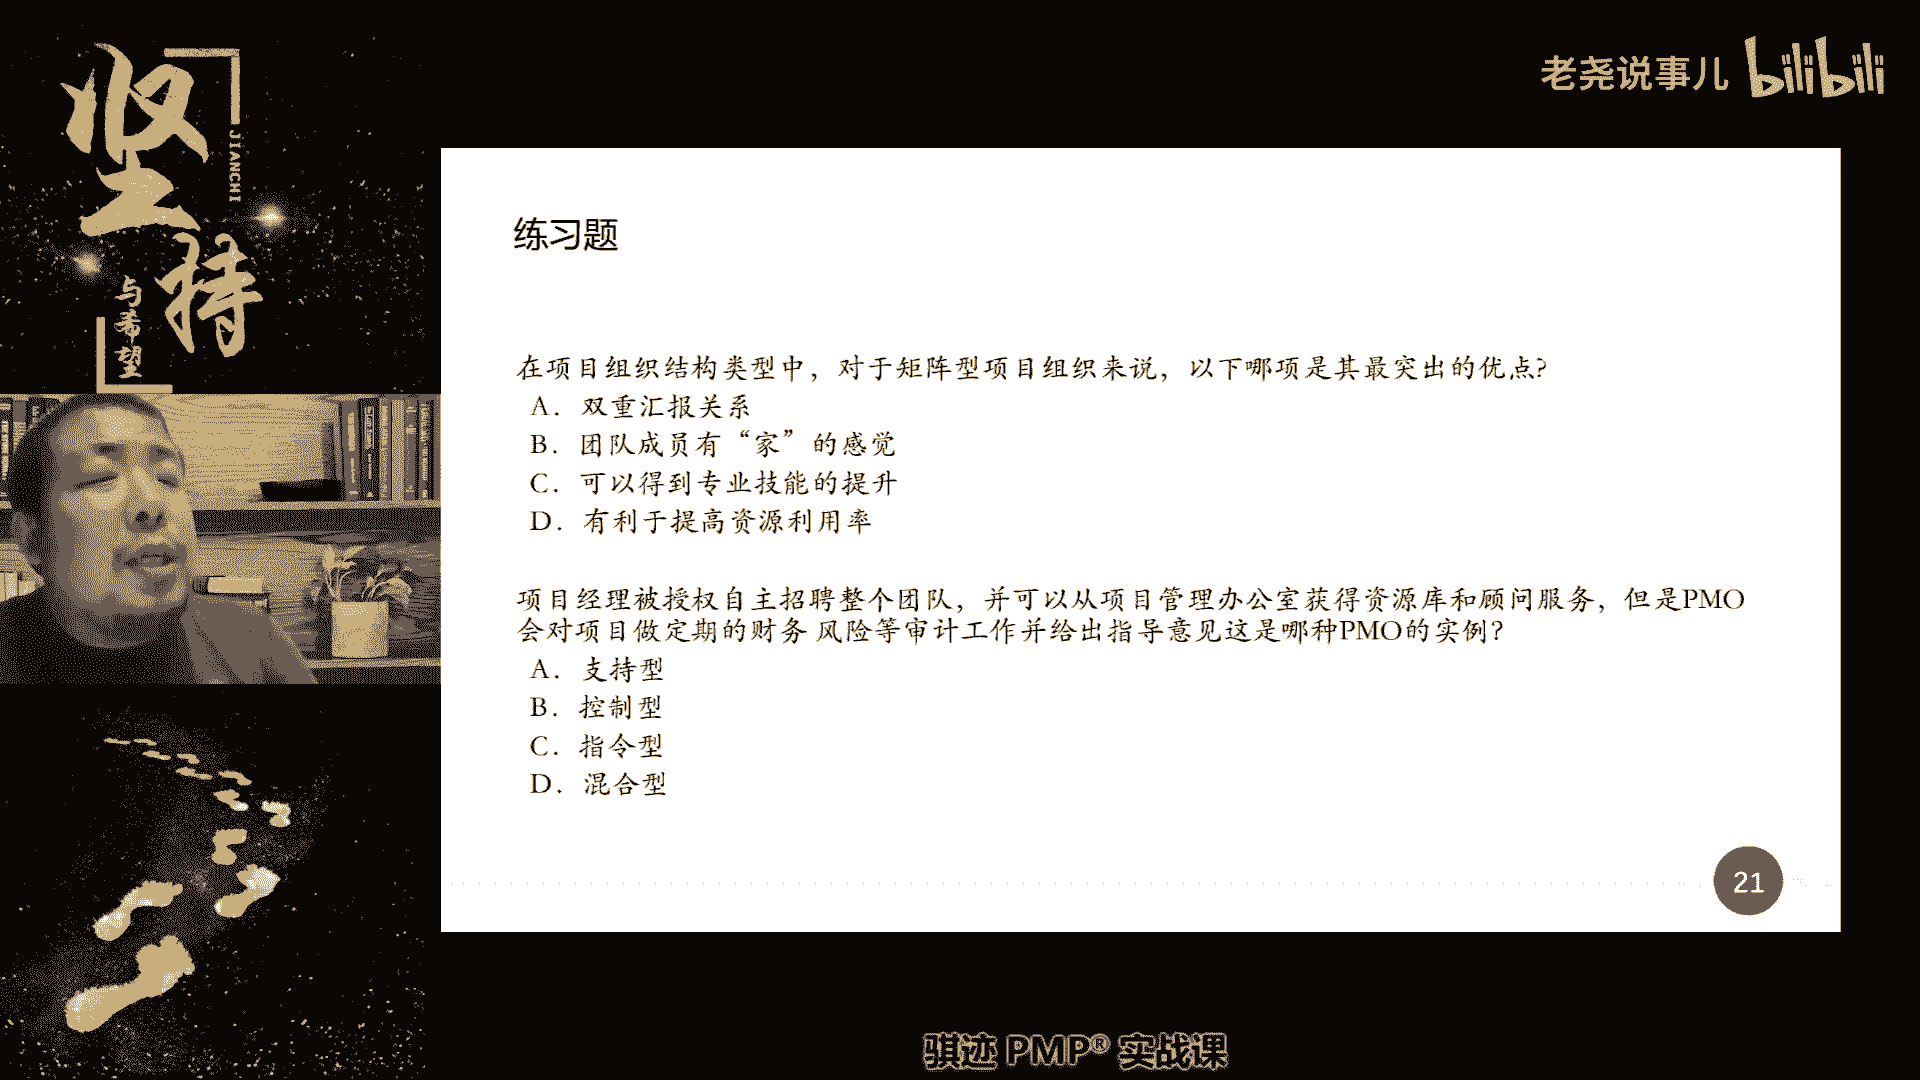 坚持
JIANCHI
与希望
老尧说事儿 bilibili
练习题
在项目组织结构类型中，对于矩阵型项目组织来说，以下哪项是其最突出的优点?
A. 双重汇报关系
B. 团队成员有“家”的感觉
C. 可以得到专业技能的提升
D. 有利于提高资源利用率
项目经理被授权自主招聘整个团队，并可以从项目管理办公室获得资源库和顾问服务，但是PMO
会对项目做定期的财务 风险等审计工作并给出指导意见这是哪种PMO的实例?
A. 支持型
B. 控制型
C. 指令型
D. 混合型
21
骐迹 PMP® 实战课